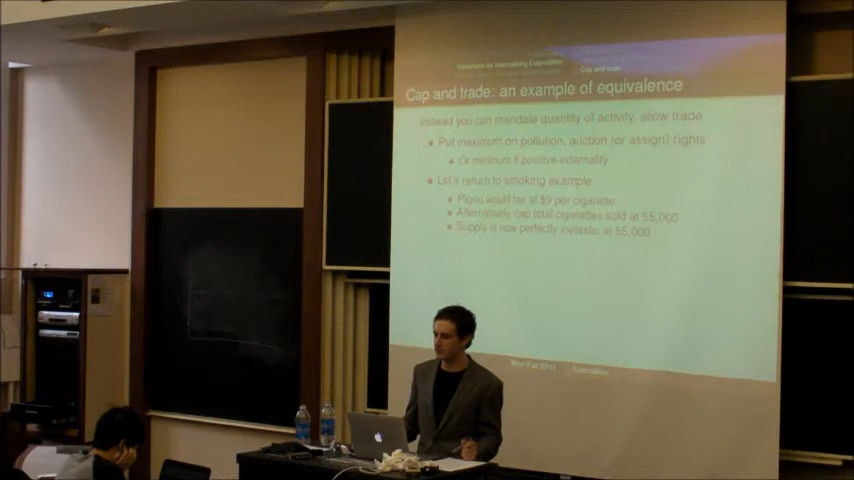 Solutions for Internalizing Externalities
Cap and trade
Cap and trade: an example of equivalence
Instead you can mandate quantity of activity, allow trade
Put maximum on pollution, auction (or assign) rights
Or minimum if positive externality
Let's return to smoking example
Pigou would tax at $9 per cigarette
Alternatively, cap total cigarettes sold at 55,000
Supply is now perfectly inelastic at 55,000
(Fall 2011)
Externalities